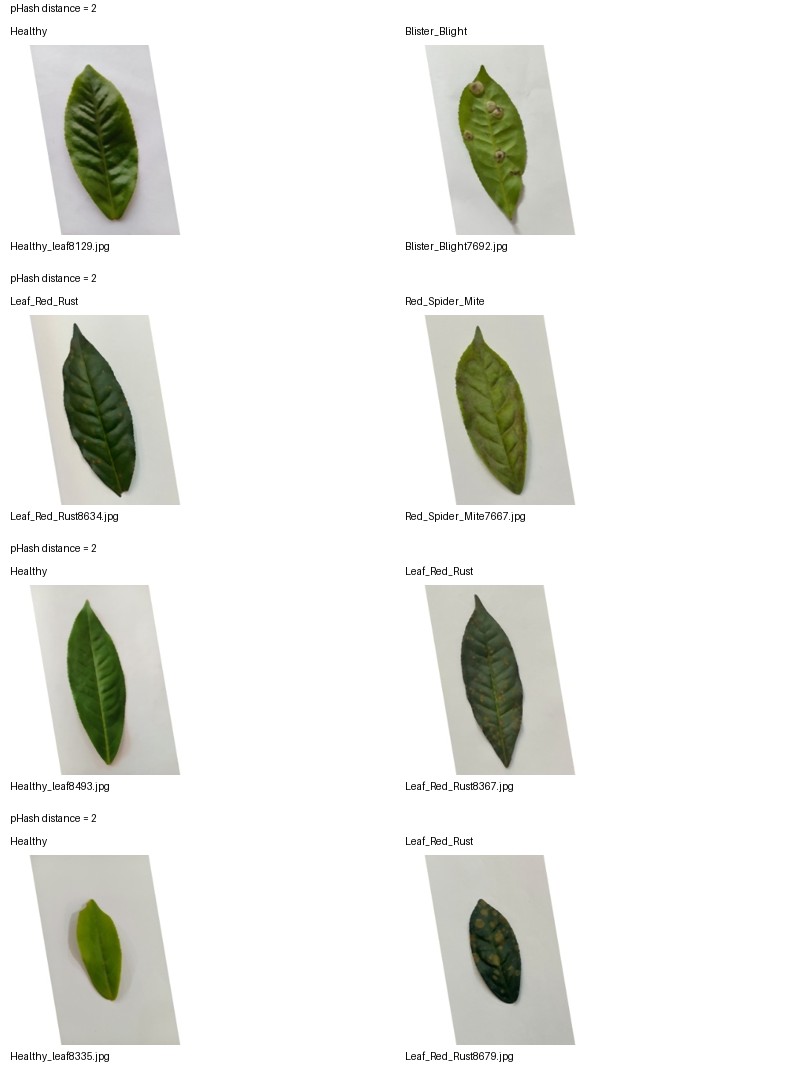 pHash distance = 2
Healthy
Blister_Blight
Healthy_leaf8129.jpg
Blister_Blight7692.jpg
pHash distance = 2
Leaf_Red_Rust
Red_Spider_Mite
Leaf_Red_Rust8634.jpg
Red_Spider_Mite7667.jpg
pHash distance = 2
Healthy
Leaf_Red_Rust
Healthy_leaf8493.jpg
Leaf_Red_Rust8367.jpg
pHash distance = 2
Healthy
Leaf_Red_Rust
Healthy_leaf8335.jpg
Leaf_Red_Rust8679.jpg